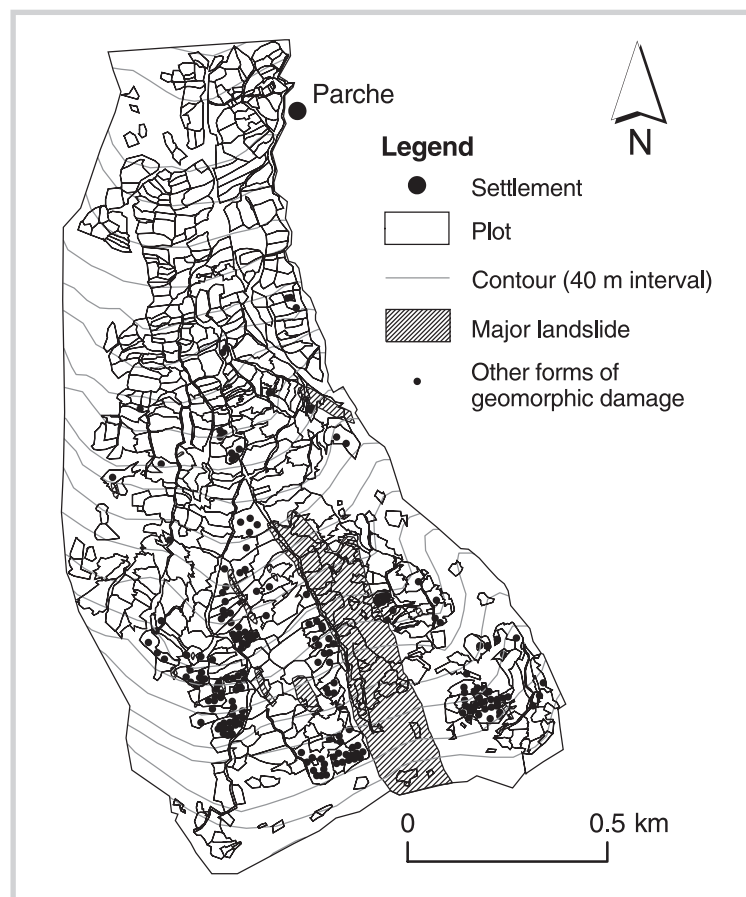 Parche
N
Legend
Settlement
Plot
Contour (40 m interval)
Major landslide
Other forms of
geomorphic damage
0 0.5 km